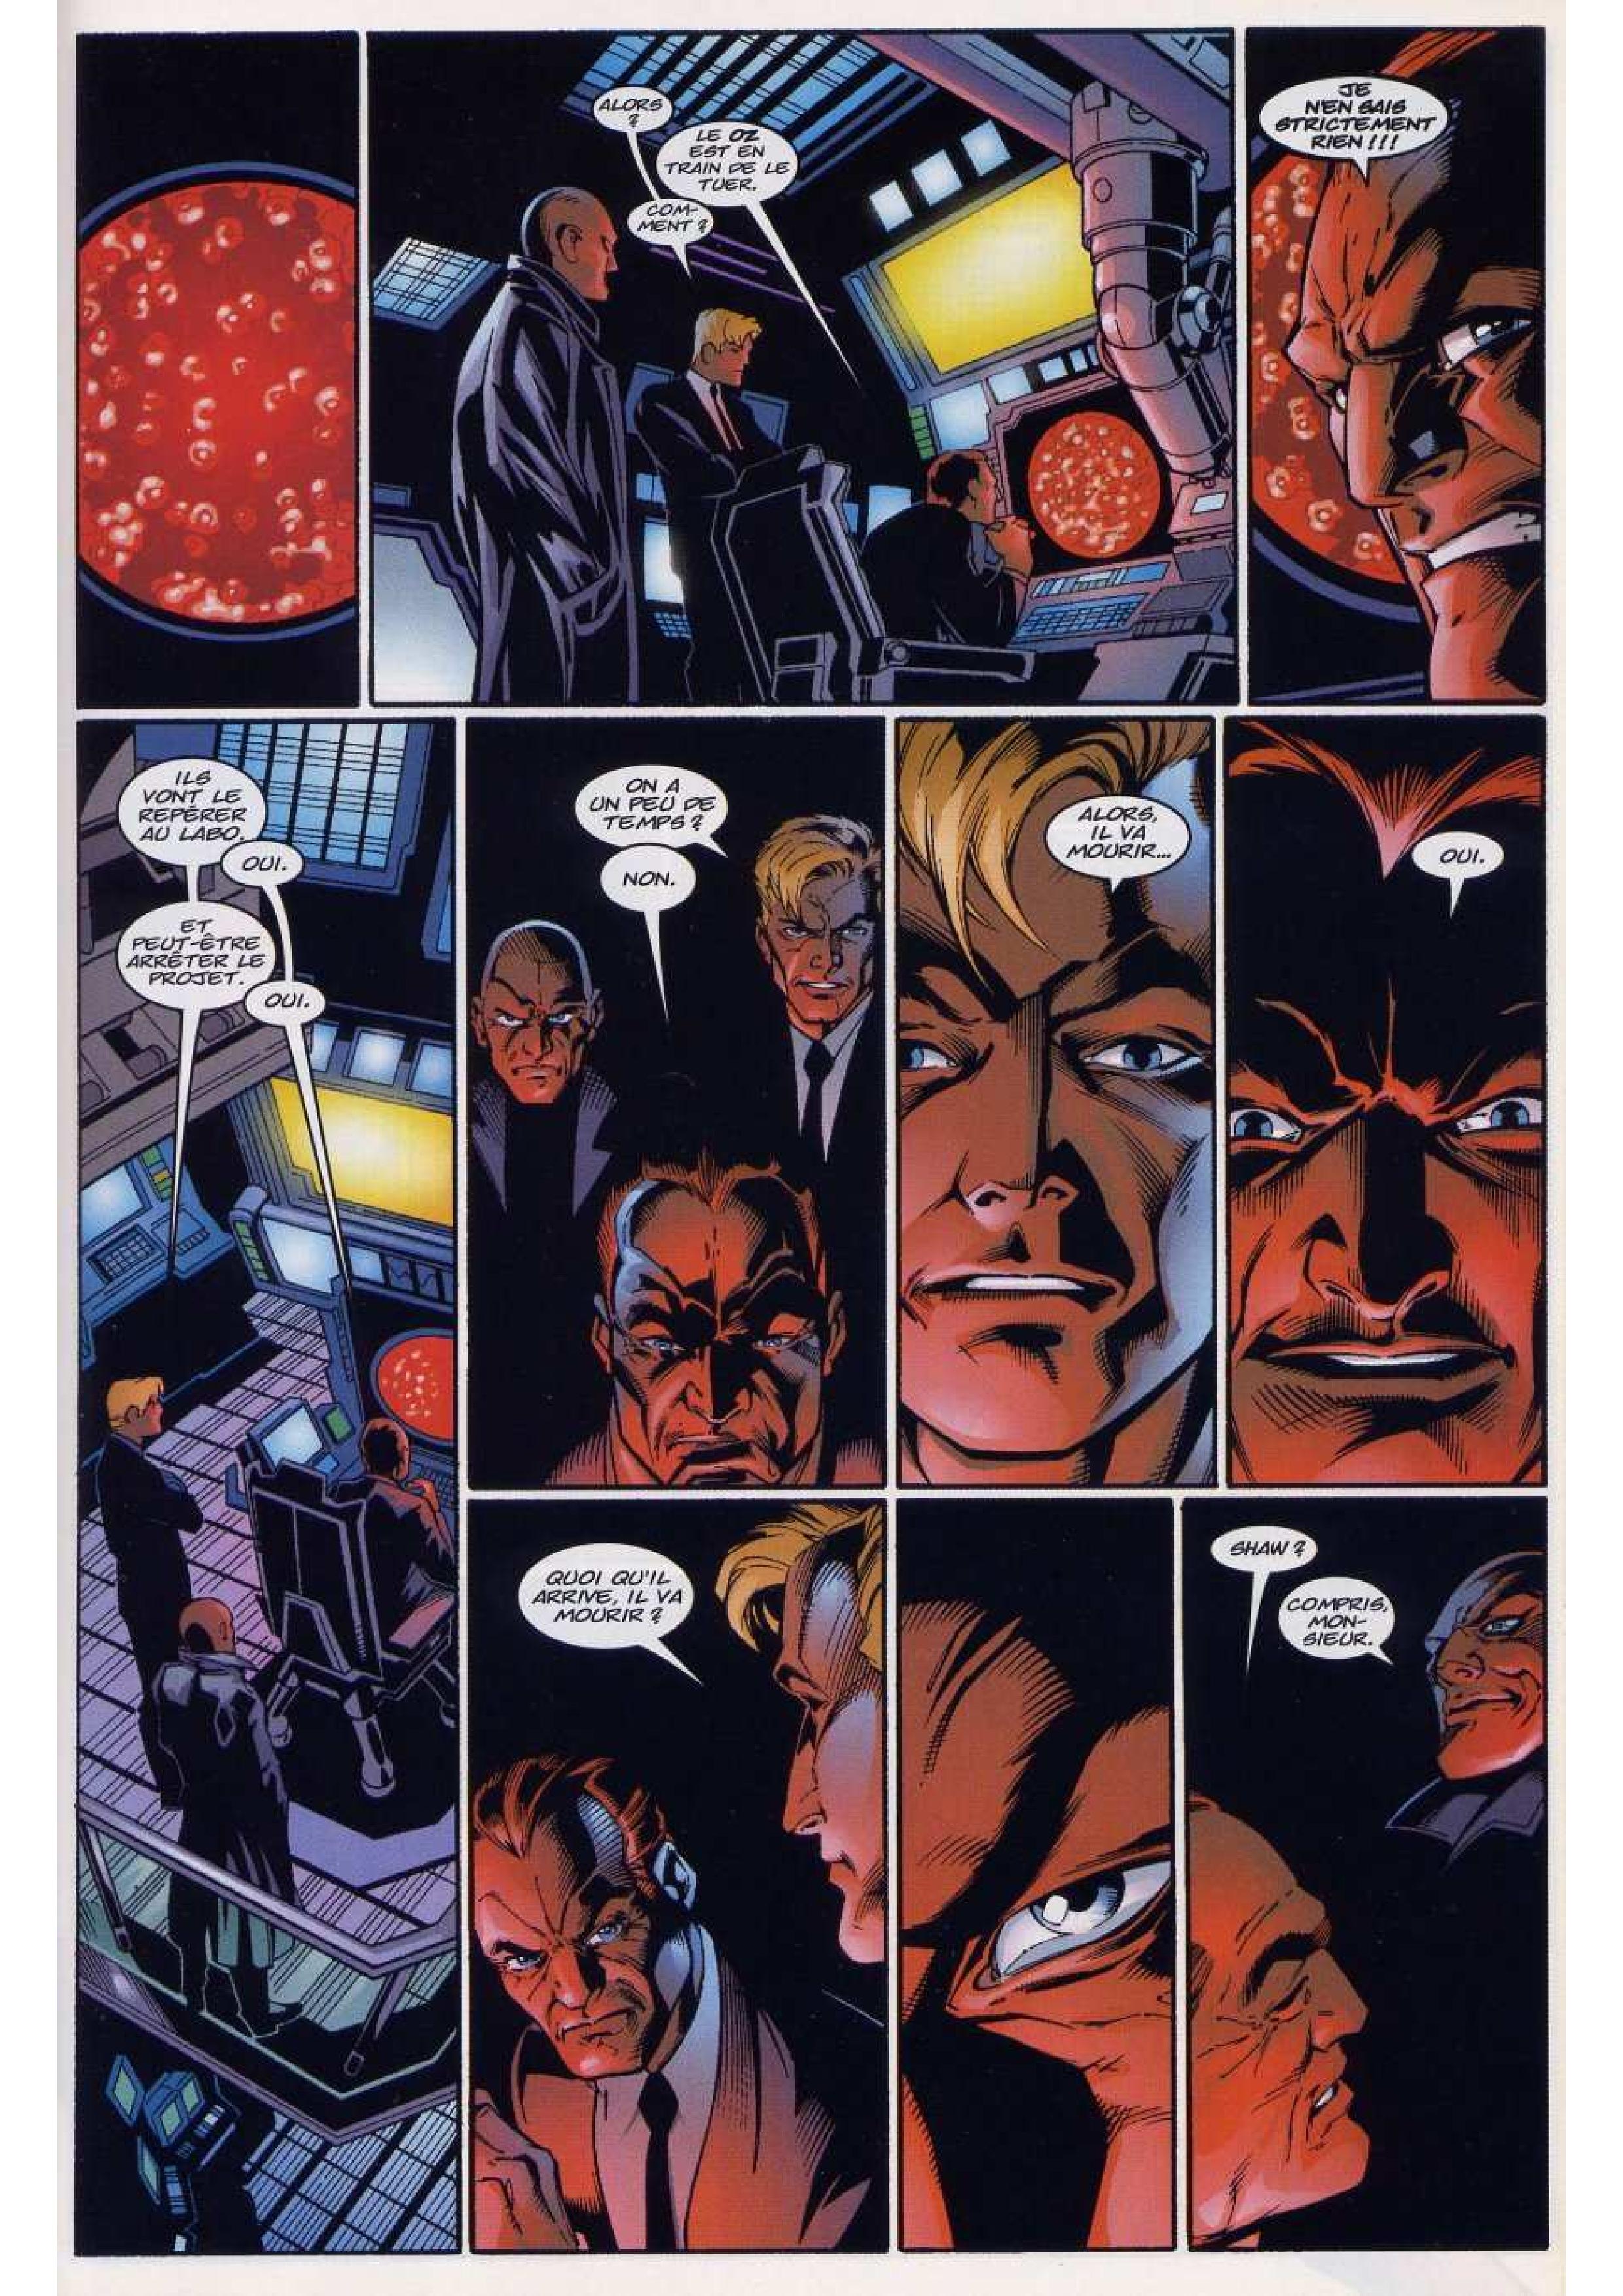 ALORS
?
LE OZ
EST EN
TRAIN DE LE
TUER.
COM-
MENT ?
JE
N'EN SAIS
STRICTEMENT
RIEN !!!
ILS
VONT LE
REPÉRER
AU LABO.
OUI.
ET
PEUT-ÊTRE
ARRÊTER LE
PROJET.
OUI.
ON A
UN PEU DE
TEMPS ?
NON.
ALORS,
IL VA
MOURIR...
OUI.
QUOI QU'IL
ARRIVE, IL VA
MOURIR ?
SHAW ?
COMPRIS,
MON-
SIEUR.